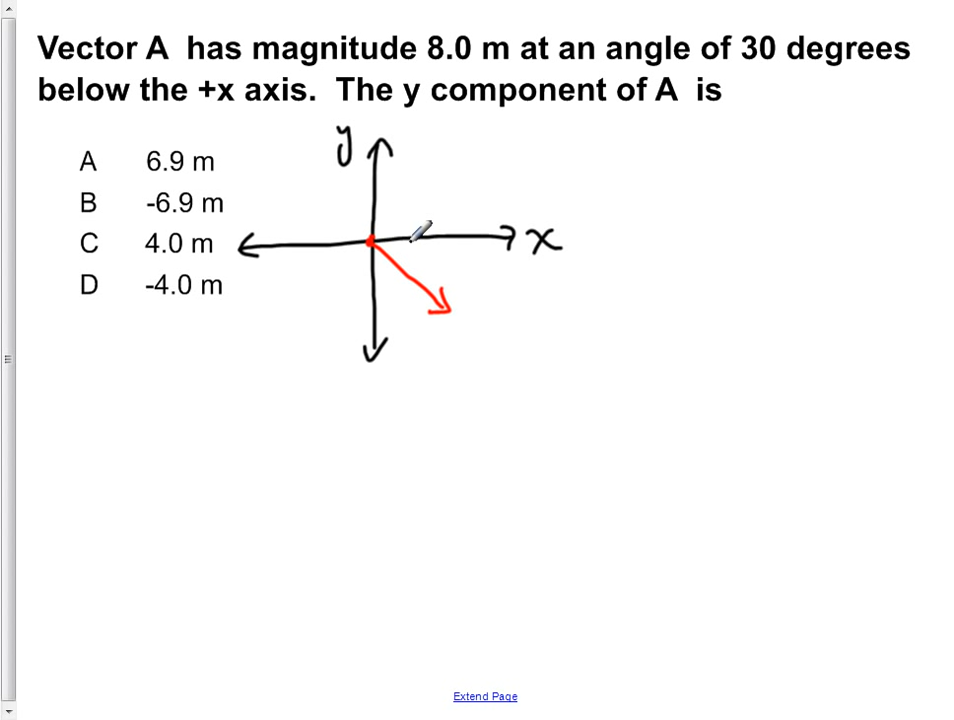 Vector A has magnitude 8.0 m at an angle of 30 degrees
below the +x axis. The y component of A is
y
A 6.9 m
B -6.9 m
C 4.0 m
x
D -4.0 m
Extend Page